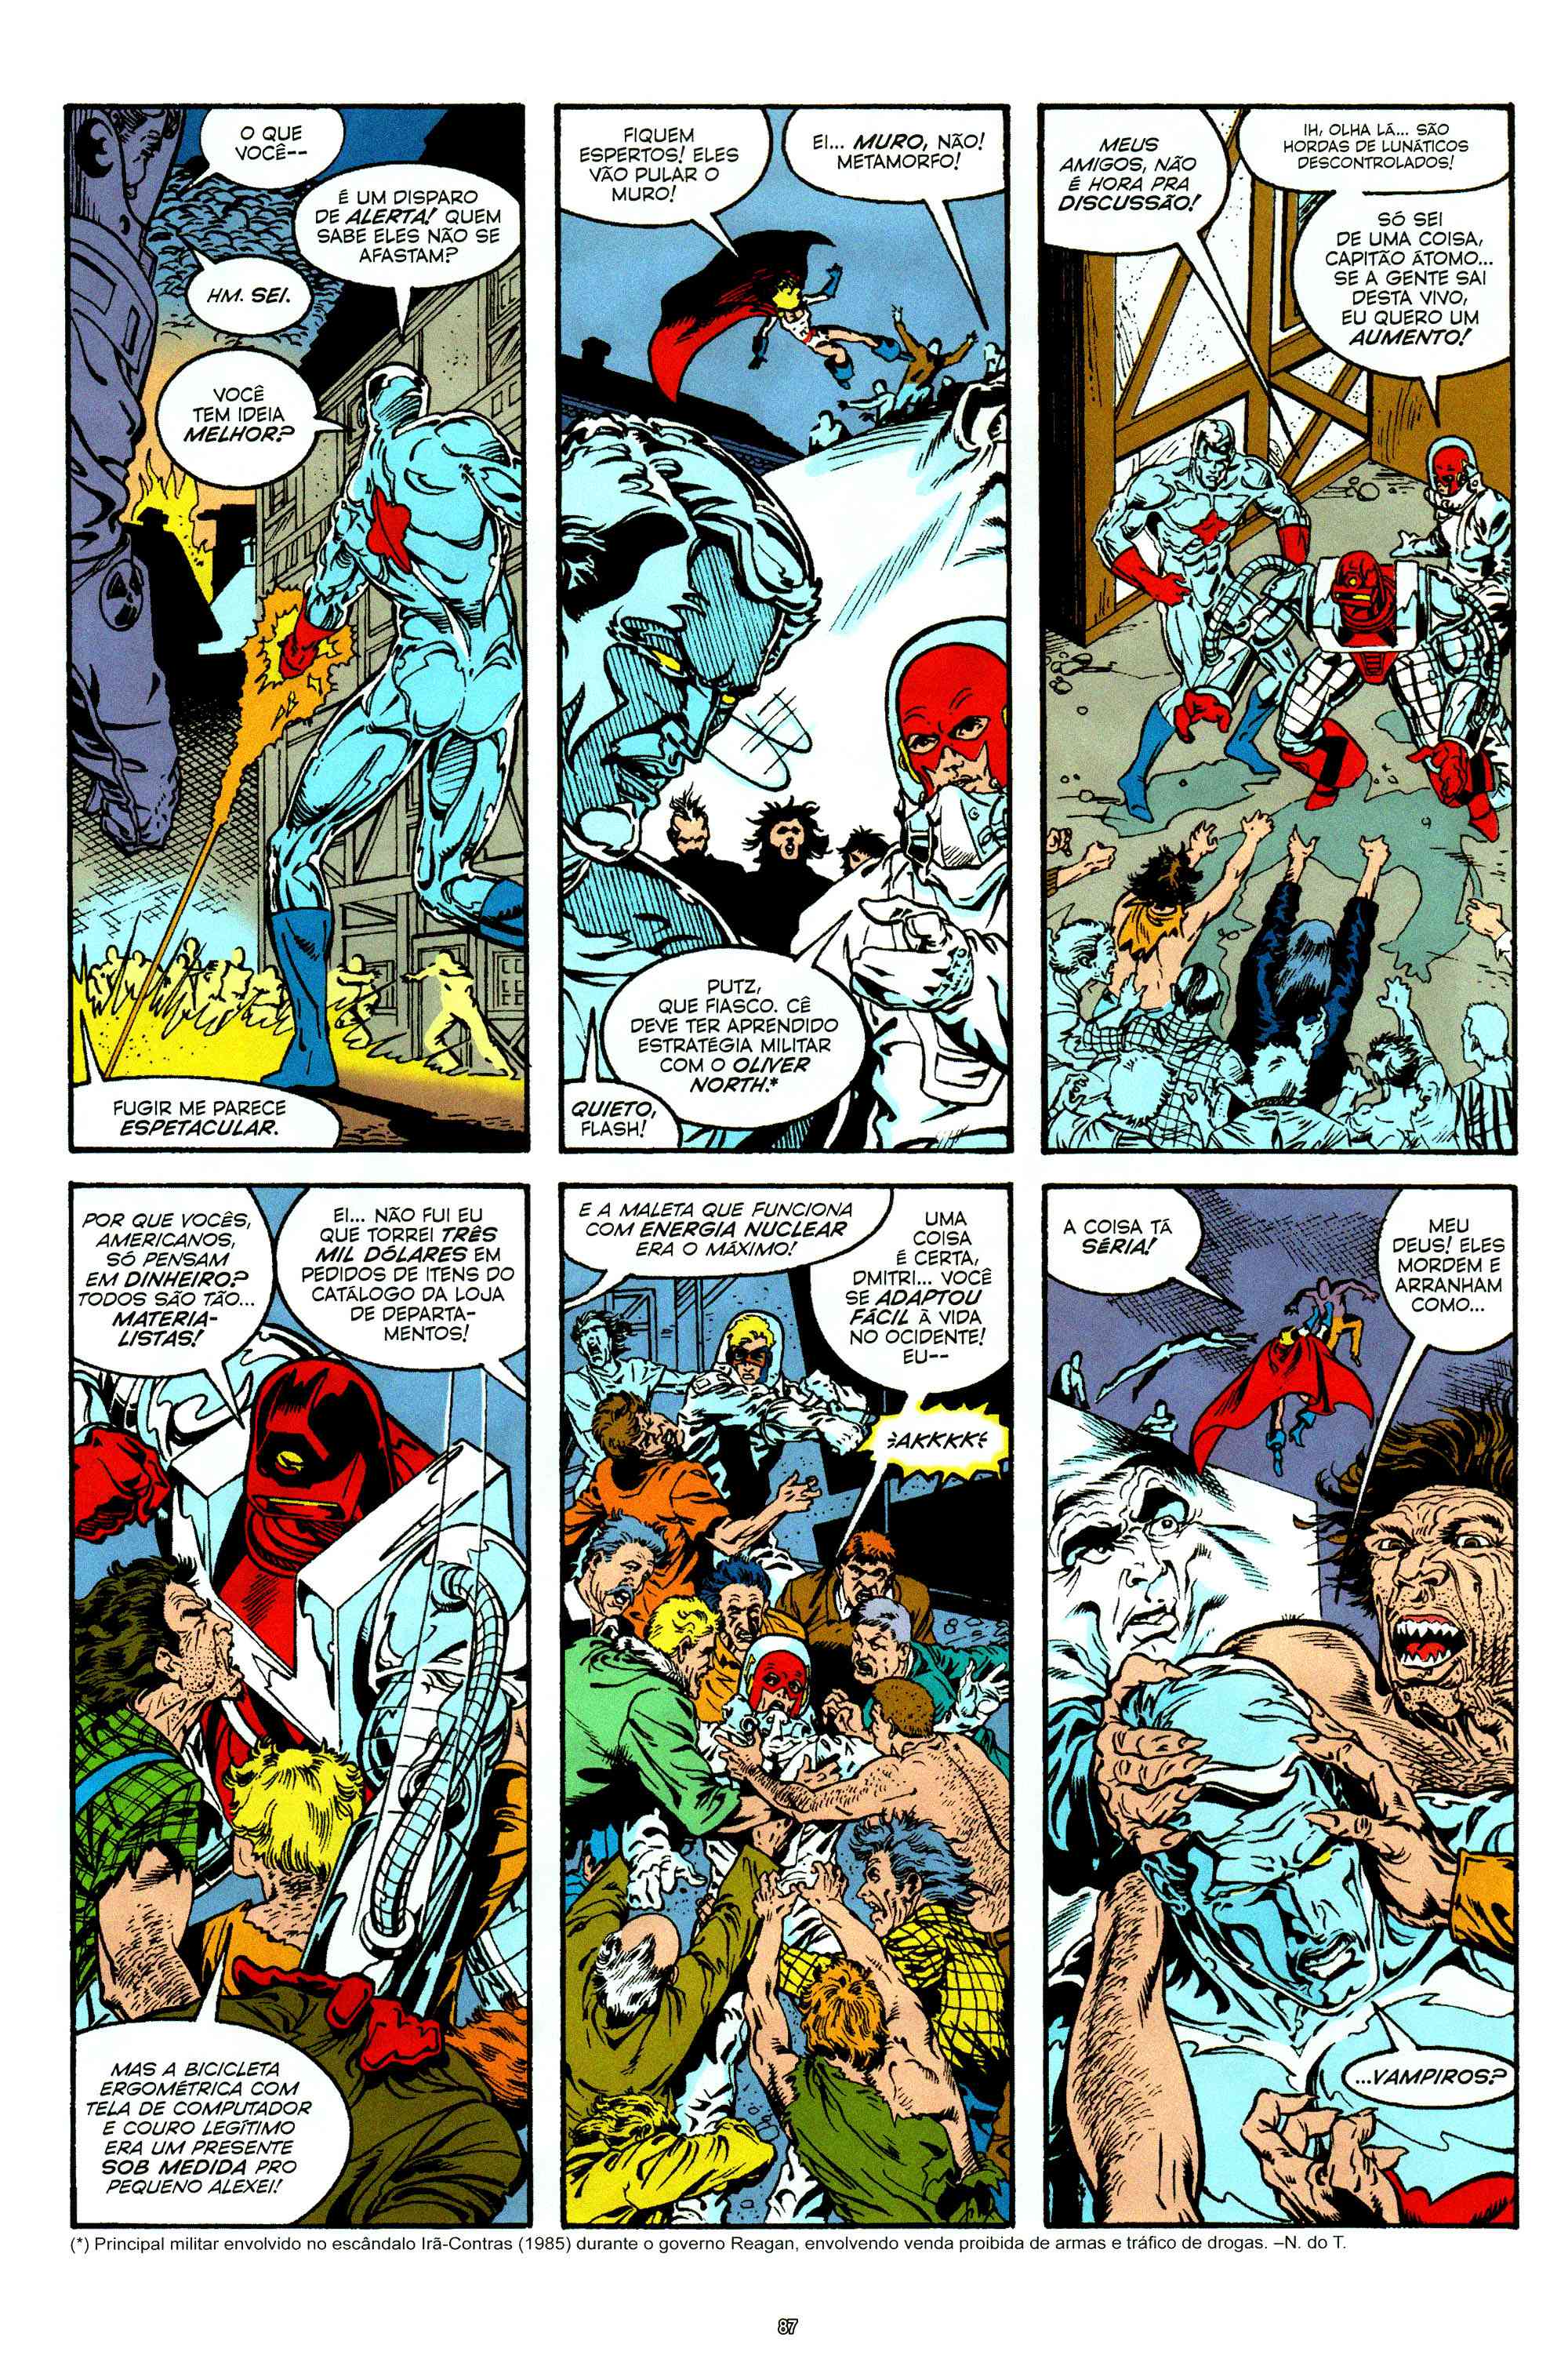 O QUE
VOCÊ--
É UM DISPARO
DE ALERTA! QUEM
SABE ELES NÃO SE
AFASTAM?
HM. SEI.
VOCÊ
TEM IDEIA
MELHOR?
FUGIR ME PARECE
ESPETACULAR.
FIQUEM
ESPERTOS! ELES
VÃO PULAR O
MURO!
EI... MURO, NÃO!
METAMORFO!
PUTZ,
QUE FIASCO. CÊ
DEVE TER APRENDIDO
ESTRATÉGIA MILITAR
COM O OLIVER
NORTH.*
QUIETO,
FLASH!
MEUS
AMIGOS, NÃO
É HORA PRA
DISCUSSÃO!
IH, OLHA LÁ... SÃO
HORDAS DE LUNÁTICOS
DESCONTROLADOS!
SÓ SEI
DE UMA COISA,
CAPITÃO ÁTOMO...
SE A GENTE SAI
DESTA VIVO,
EU QUERO UM
AUMENTO!
POR QUE VOCÊS,
AMERICANOS,
SÓ PENSAM
EM DINHEIRO?
TODOS SÃO TÃO...
MATERIA-
LISTAS!
EI... NÃO FUI EU
QUE TORREI TRÊS
MIL DÓLARES EM
PEDIDOS DE ITENS DO
CATÁLOGO DA LOJA
DE DEPARTA-
MENTOS!
MAS A BICICLETA
ERGOMÉTRICA COM
TELA DE COMPUTADOR
E COURO LEGÍTIMO
ERA UM PRESENTE
SOB MEDIDA PRO
PEQUENO ALEXEI!
E A MALETA QUE FUNCIONA
COM ENERGIA NUCLEAR
ERA O MÁXIMO!
UMA
COISA
É CERTA,
DMITRI... VOCÊ
SE ADAPTOU
FÁCIL À VIDA
NO OCIDENTE!
EU--
AKKKK
A COISA TÁ
SÉRIA!
MEU
DEUS! ELES
MORDEM E
ARRANHAM
COMO...
...VAMPIROS?
(*) Principal militar envolvido no escândalo Irã-Contras (1985) durante o governo Reagan, envolvendo venda proibida de armas e tráfico de drogas. –N. do T.
87